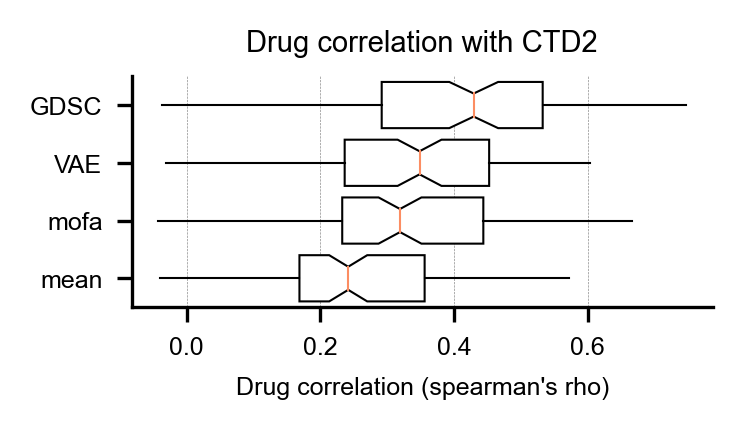 Drug correlation with CTD2
GDSC
VAE
mofa
mean
0.0 0.2 0.4 0.6
Drug correlation (spearman's rho)